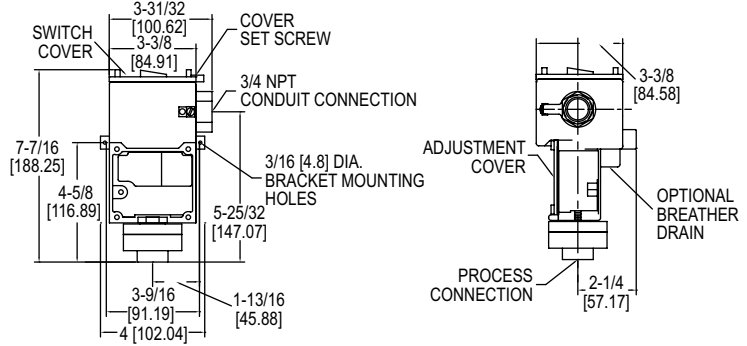 3-31/32
[100.62]
3-3/8
[84.91]
SWITCH
COVER
COVER
SET SCREW
3/4 NPT
CONDUIT CONNECTION
7-7/16
[188.25]
4-5/8
[116.89]
3/16 [4.8] DIA.
BRACKET MOUNTING
HOLES
5-25/32
[147.07]
3-9/16
[91.19]
1-13/16
[45.88]
4 [102.04]
3-3/8
[84.58]
ADJUSTMENT
COVER
OPTIONAL
BREATHER
DRAIN
PROCESS
CONNECTION
2-1/4
[57.17]